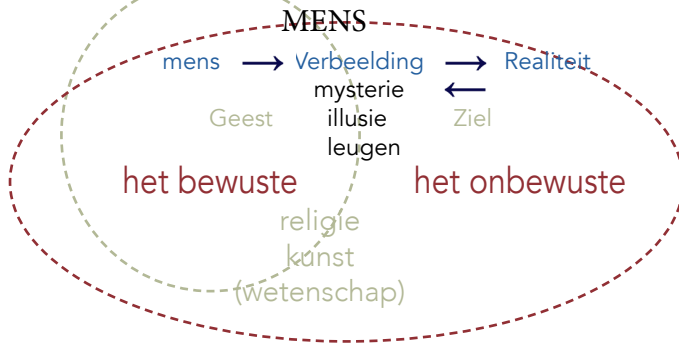 MENS
mens → Verbeelding → Realiteit
mysterie ←
Geest illusie Ziel
leugen
het bewuste het onbewuste
religie
kunst
(wetenschap)